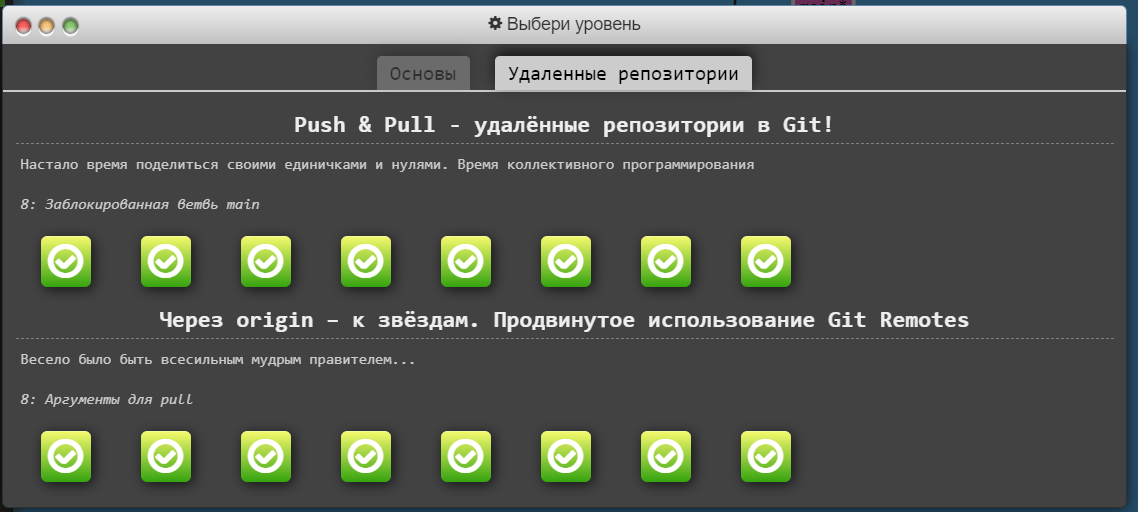 main*
Выбери уровень
Основы
Удаленные репозитории
Push & Pull - удалённые репозитории в Git!
Настало время поделиться своими единичками и нулями. Время коллективного программирования
8: Заблокированная ветвь main
Через origin – к звёздам. Продвинутое использование Git Remotes
Весело было быть всесильным мудрым правителем...
8: Аргументы для pull